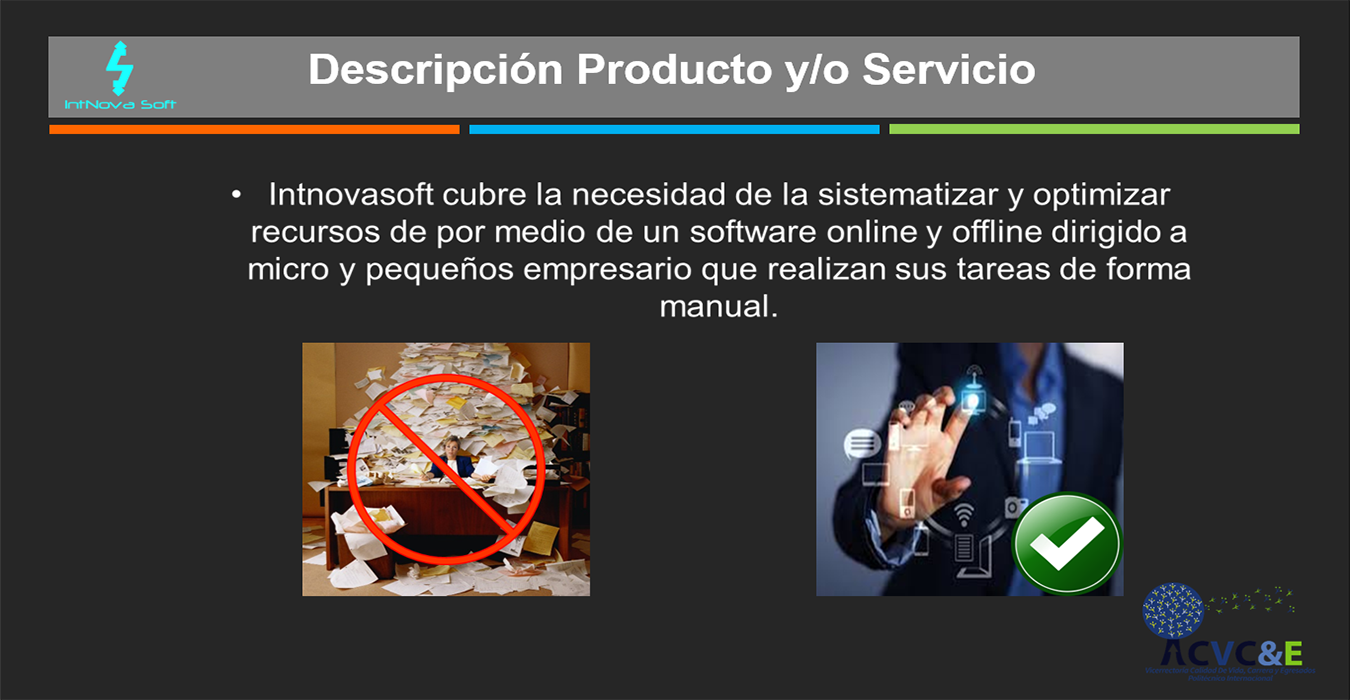 Descripción Producto y/o Servicio
IntNova Soft
• Intnovasoft cubre la necesidad de la sistematizar y optimizar
recursos de por medio de un software online y offline dirigido a
micro y pequeños empresario que realizan sus tareas de forma
manual.
ACVC&E